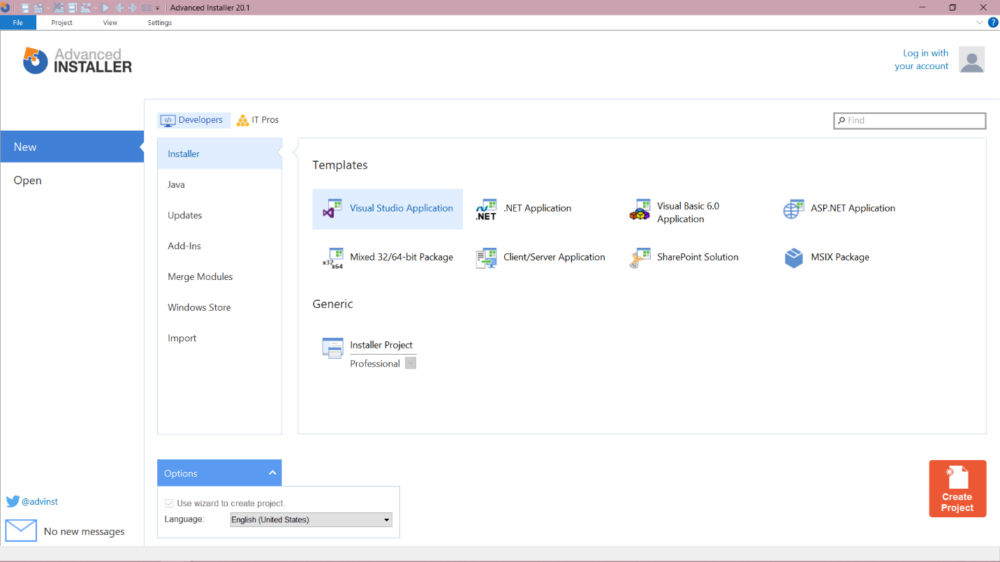 Advanced Installer 20.1
File
Project
View
Settings
?
Advanced
INSTALLER
Log in with
your account
New
Open
Developers
IT Pros
Find
Installer
Java
Updates
Add-Ins
Merge Modules
Windows Store
Import
Templates
Visual Studio Application
.NET
.NET Application
Visual Basic 6.0
Application
ASP.NET Application
x32
x64
Mixed 32/64-bit Package
Client/Server Application
SharePoint Solution
MSIX Package
Generic
Installer Project
Professional
Options
Use wizard to create project.
Language:
English (United States)
Create
Project
@advinst
No new messages